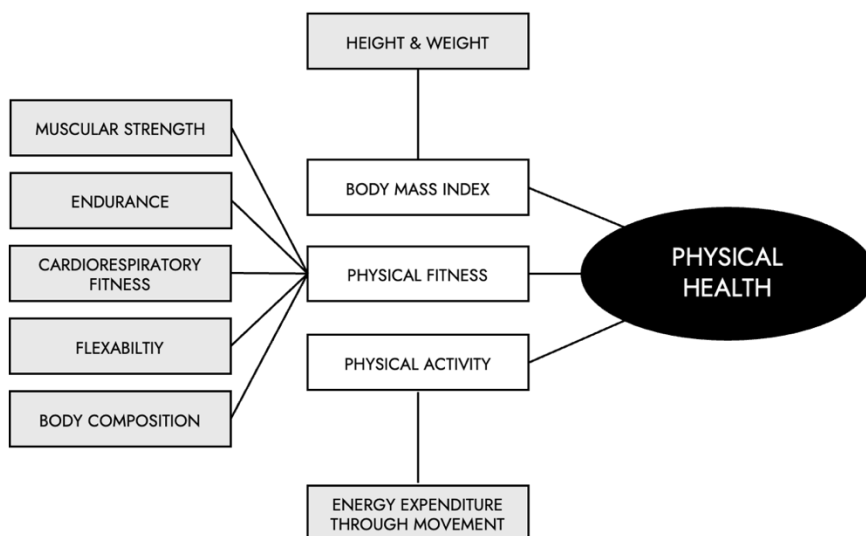 HEIGHT & WEIGHT
MUSCULAR STRENGTH
ENDURANCE
CARDIORESPIRATORY
FITNESS
FLEXABILTIY
BODY COMPOSITION
BODY MASS INDEX
PHYSICAL FITNESS
PHYSICAL ACTIVITY
ENERGY EXPENDITURE
THROUGH MOVEMENT
PHYSICAL
HEALTH